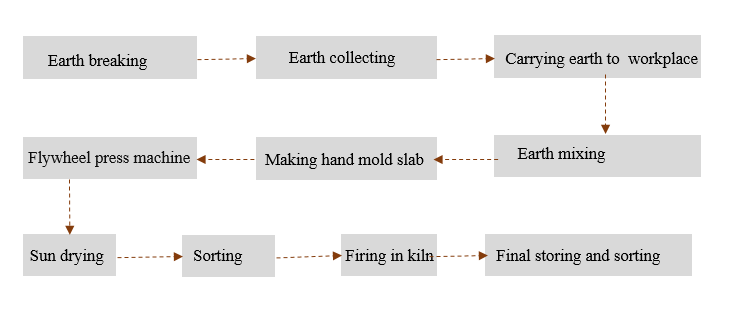 Earth breaking
Earth collecting
Carrying earth to workplace
Earth mixing
Making hand mold slab
Flywheel press machine
Sun drying
Sorting
Firing in kiln
Final storing and sorting